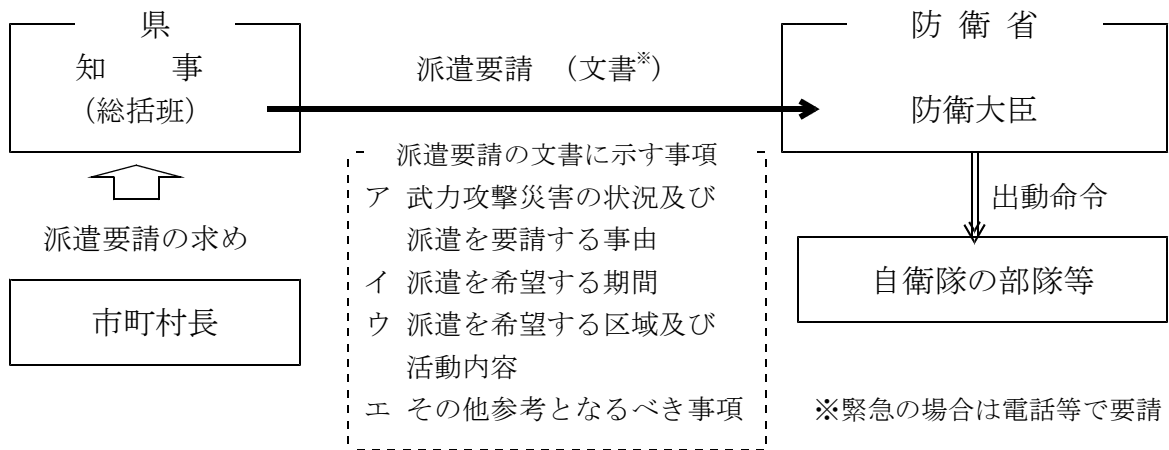 県
知　　事
(総括班)
派遣要請の求め
市町村長
派遣要請 （文書※）
派遣要請の文書に示す事項
ア 武力攻撃災害の状況及び
派遣を要請する事由
イ 派遣を希望する期間
ウ 派遣を希望する区域及び
活動内容
エ その他参考となるべき事項
防 衛 省
防衛大臣
出動命令
自衛隊の部隊等
※緊急の場合は電話等で要請